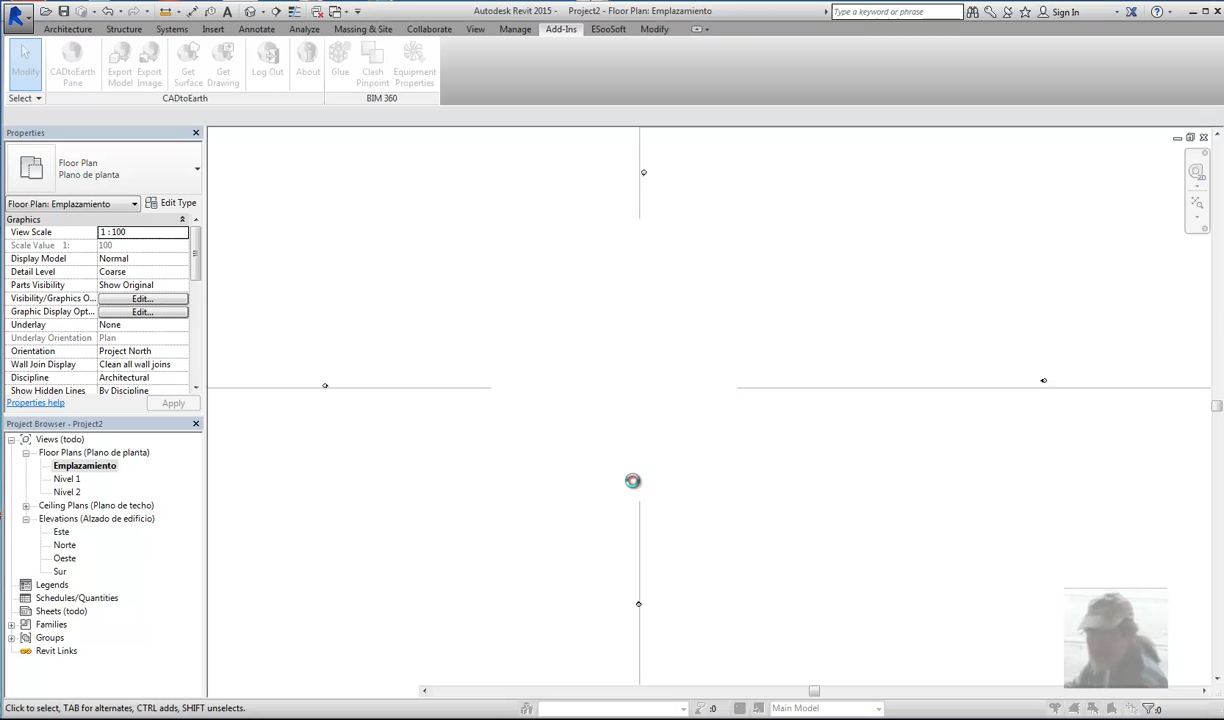 Autodesk Revit 2015 -    Project2 - Floor Plan: Emplazamiento
Type a keyword or phrase
Sign In
Architecture Structure Systems Insert Annotate Analyze Massing & Site Collaborate View Manage Add-Ins ESooSoft Modify
Modify
CADtoEarth Pane
Export Model
Export Image
Get Surface
Get Drawing
Log Out
About
Glue
Clash Pinpoint
Equipment Properties
Select
CADtoEarth
BIM 360
Properties
Floor Plan
Plano de planta
Floor Plan: Emplazamiento
Edit Type
Graphics
View Scale 1 : 100
Scale Value 1: 100
Display Model Normal
Detail Level Coarse
Parts Visibility Show Original
Visibility/Graphics O... Edit...
Graphic Display Opt... Edit...
Underlay None
Underlay Orientation Plan
Orientation Project North
Wall Join Display Clean all wall joins
Discipline Architectural
Show Hidden Lines By Discipline
Properties help
Apply
Project Browser - Project2
Views (todo)
Floor Plans (Plano de planta)
Emplazamiento
Nivel 1
Nivel 2
Ceiling Plans (Plano de techo)
Elevations (Alzado de edificio)
Este
Norte
Oeste
Sur
Legends
Schedules/Quantities
Sheets (todo)
Families
Groups
Revit Links
2D
Click to select, TAB for alternates, CTRL adds, SHIFT unselects.
:0
Main Model
:0